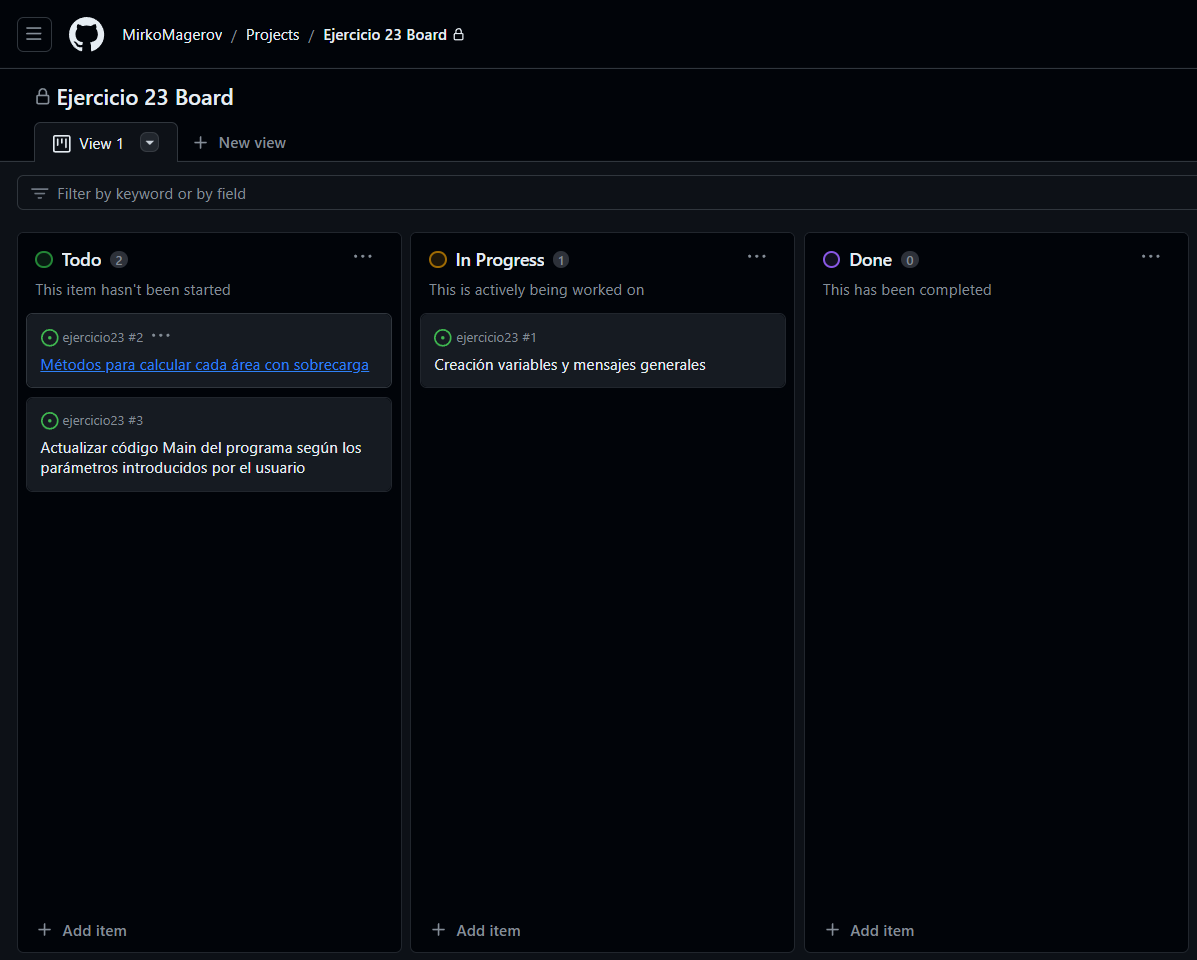 MirkoMagerov / Projects / Ejercicio 23 Board
Ejercicio 23 Board
View 1
New view
Filter by keyword or by field
Todo 2
This item hasn't been started
ejercicio23 #2
Métodos para calcular cada área con sobrecarga
ejercicio23 #3
Actualizar código Main del programa según los
parámetros introducidos por el usuario
Add item
In Progress 1
This is actively being worked on
ejercicio23 #1
Creación variables y mensajes generales
Add item
Done 0
This has been completed
Add item